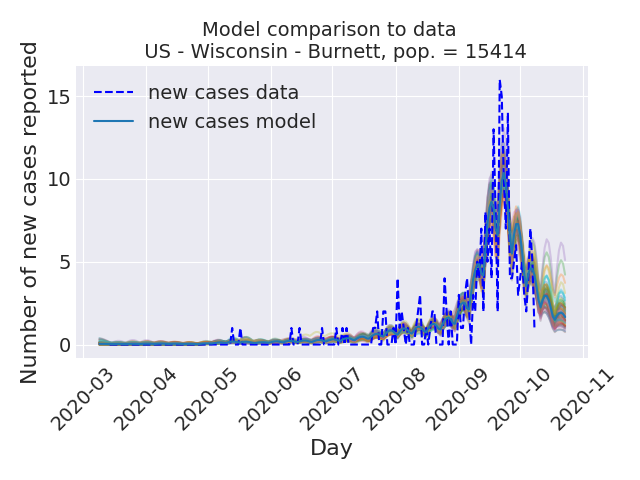 Model comparison to data
US - Wisconsin - Burnett, pop. = 15414
Number of new cases reported
15
10
5
0
new cases data
new cases model
2020-03
2020-04
2020-05
2020-06
2020-07
2020-08
2020-09
2020-10
2020-11
Day